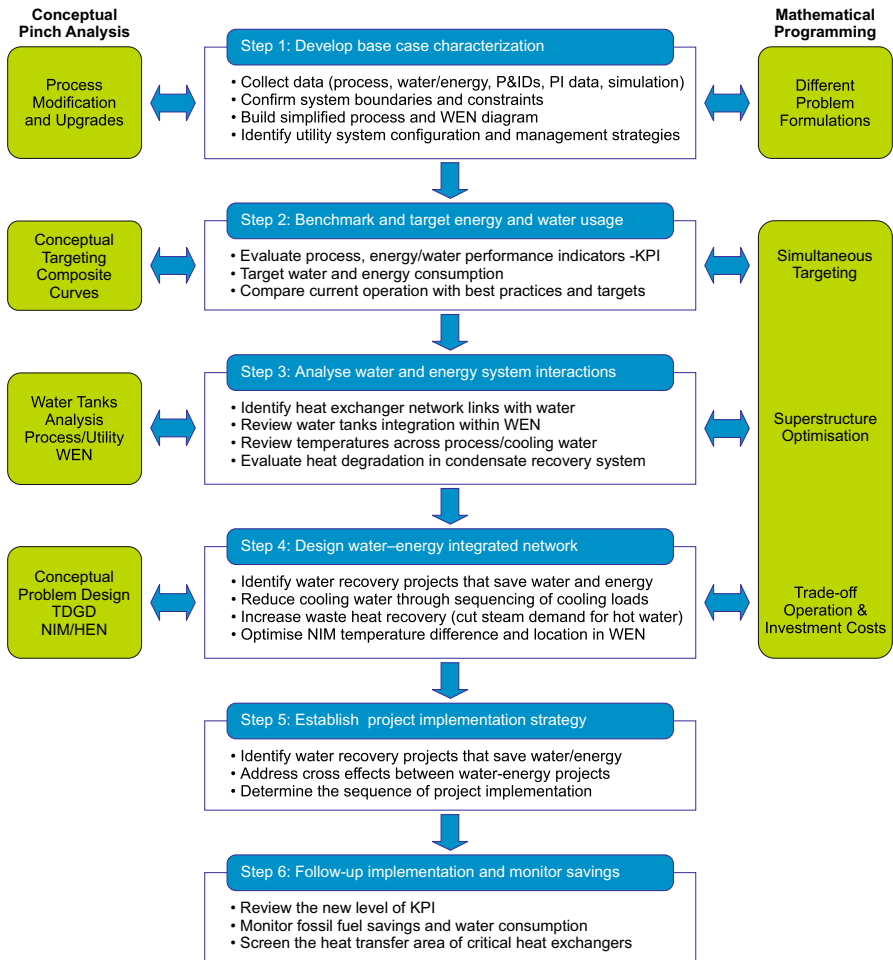 Conceptual
Pinch Analysis
Mathematical
Programming
Process
Modification
and Upgrades
Step 1: Develop base case characterization
• Collect data (process, water/energy, P&IDs, PI data, simulation)
• Confirm system boundaries and constraints
• Build simplified process and WEN diagram
• Identify utility system configuration and management strategies
Different
Problem
Formulations
Conceptual
Targeting
Composite
Curves
Step 2: Benchmark and target energy and water usage
• Evaluate process, energy/water performance indicators -KPI
• Target water and energy consumption
• Compare current operation with best practices and targets
Simultaneous
Targeting
Water Tanks
Analysis
Process/Utility
WEN
Step 3: Analyse water and energy system interactions
• Identify heat exchanger network links with water
• Review water tanks integration within WEN
• Review temperatures across process/cooling water
• Evaluate heat degradation in condensate recovery system
Superstructure
Optimisation
Conceptual
Problem Design
TDGD
NIM/HEN
Step 4: Design water–energy integrated network
• Identify water recovery projects that save water and energy
• Reduce cooling water through sequencing of cooling loads
• Increase waste heat recovery (cut steam demand for hot water)
• Optimise NIM temperature difference and location in WEN
Trade-off
Operation &
Investment Costs
Step 5: Establish project implementation strategy
• Identify water recovery projects that save water/energy
• Address cross effects between water-energy projects
• Determine the sequence of project implementation
Step 6: Follow-up implementation and monitor savings
• Review the new level of KPI
• Monitor fossil fuel savings and water consumption
• Screen the heat transfer area of critical heat exchangers